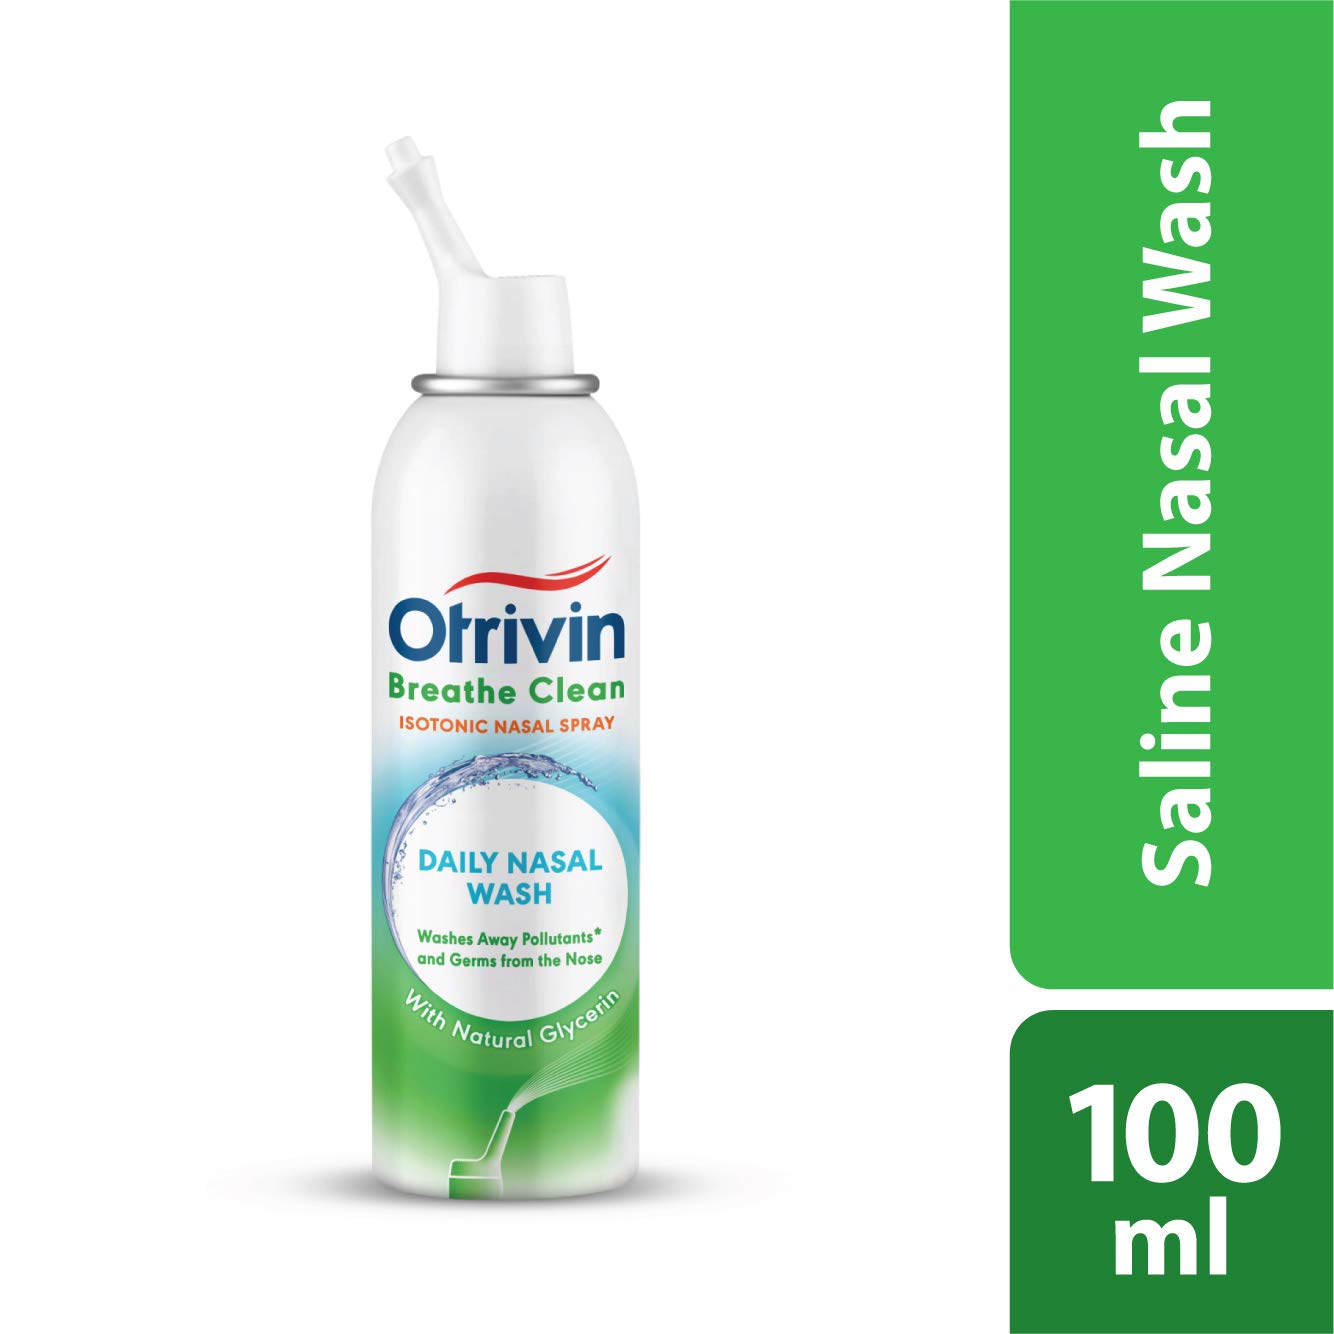 Otrivin
Breathe Clean
ISOTONIC NASAL SPRAY
DAILY NASAL
WASH
Washes Away Pollutants*
and Germs from the Nose
With Natural Glycerin
Saline Nasal Wash
100
ml